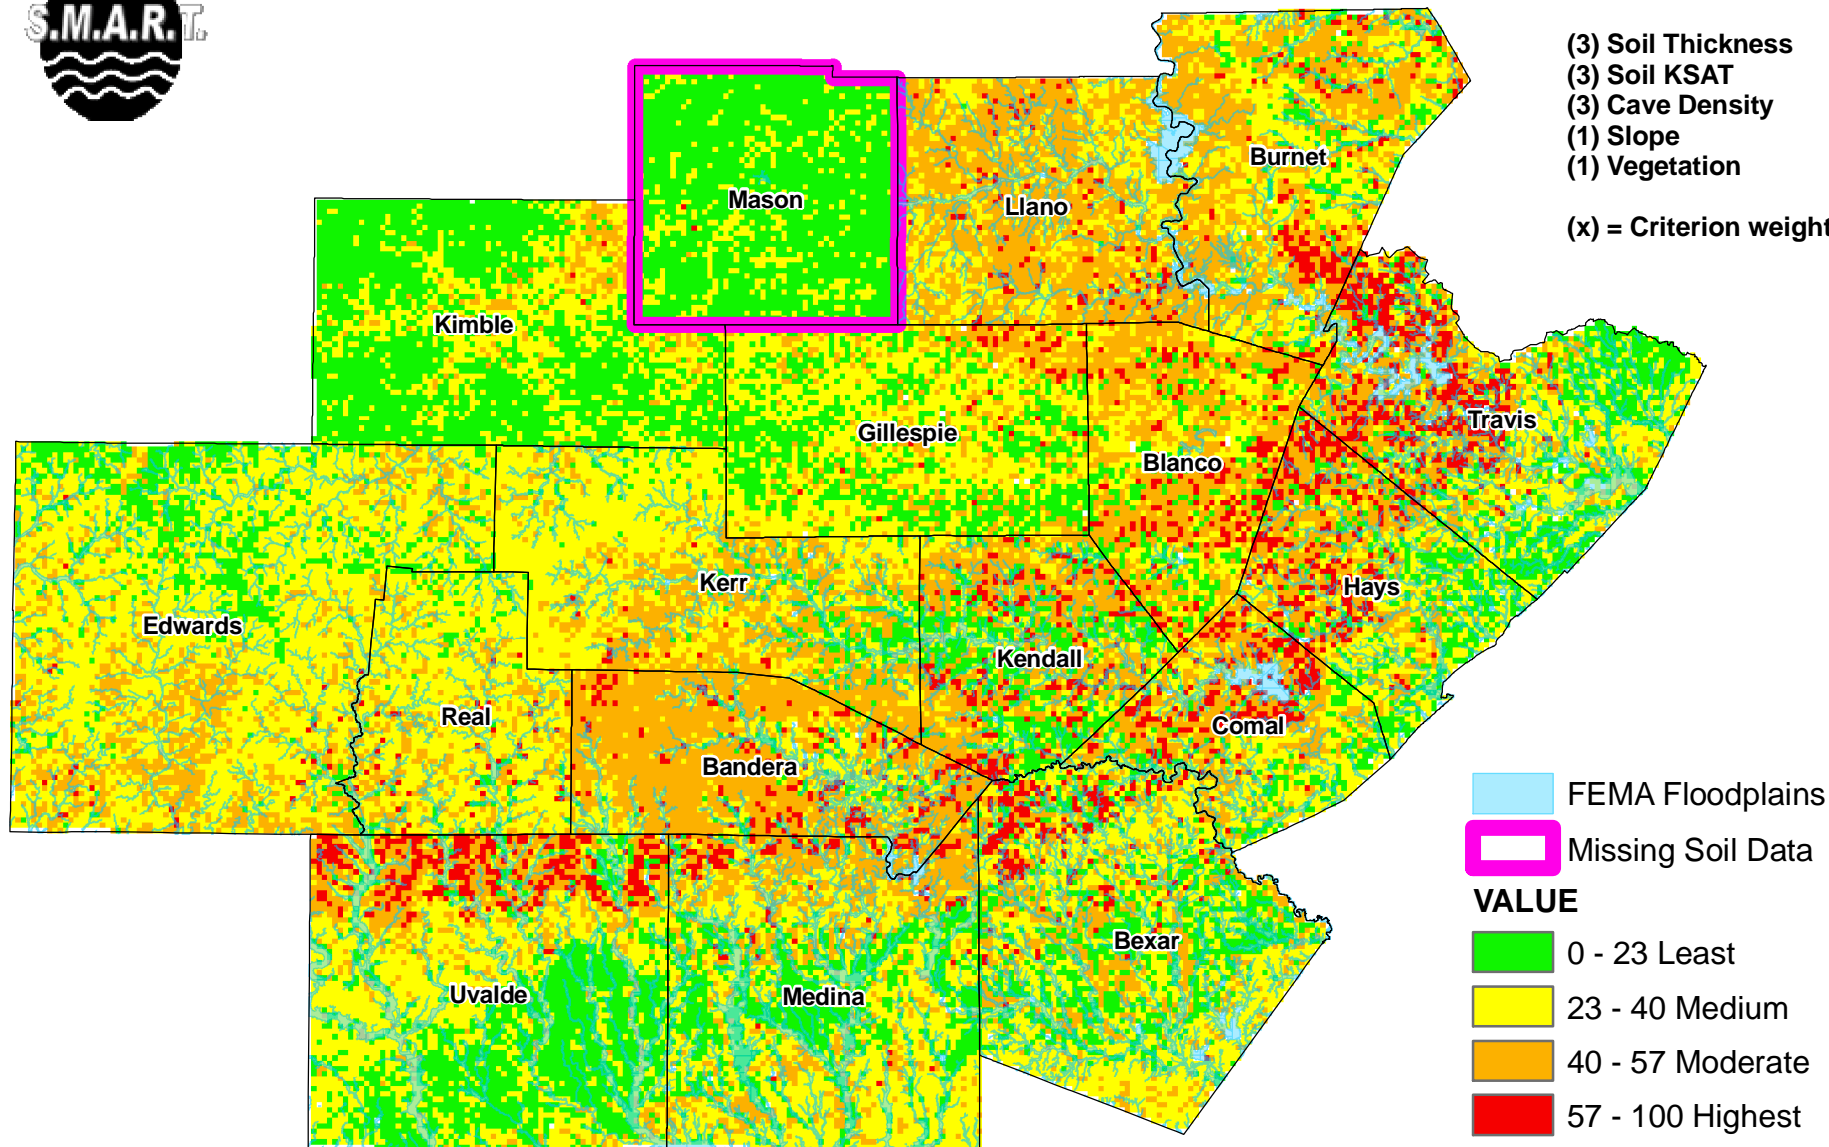 S.M.A.R.T.
(3) Soil Thickness
(3) Soil KSAT
(3) Cave Density
(1) Slope
(1) Vegetation
(x) = Criterion weight
Burnet
Mason
Llano
Kimble
Travis
Gillespie
Blanco
Kerr
Hays
Edwards
Kendall
Real
Comal
Bandera
Bexar
Uvalde
Medina
FEMA Floodplains
Missing Soil Data
VALUE
0 - 23 Least
23 - 40 Medium
40 - 57 Moderate
57 - 100 Highest